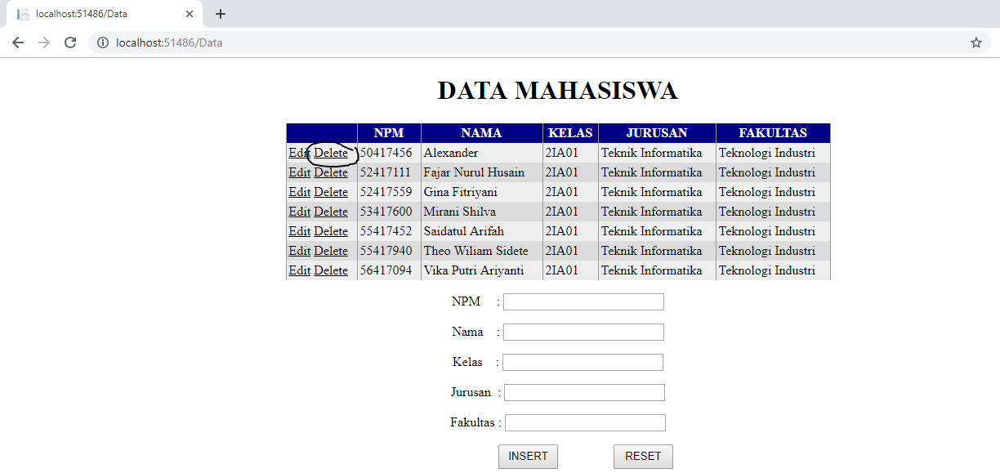 localhost:51486/Data
localhost:51486/Data
DATA MAHASISWA
NPM NAMA KELAS JURUSAN FAKULTAS
Edit Delete 50417456 Alexander 2IA01 Teknik Informatika Teknologi Industri
Edit Delete 52417111 Fajar Nurul Husain 2IA01 Teknik Informatika Teknologi Industri
Edit Delete 52417559 Gina Fitriyani 2IA01 Teknik Informatika Teknologi Industri
Edit Delete 53417600 Mirani Shilva 2IA01 Teknik Informatika Teknologi Industri
Edit Delete 55417452 Saidatul Arifah 2IA01 Teknik Informatika Teknologi Industri
Edit Delete 55417940 Theo Wiliam Sidete 2IA01 Teknik Informatika Teknologi Industri
Edit Delete 56417094 Vika Putri Ariyanti 2IA01 Teknik Informatika Teknologi Industri
NPM :
Nama :
Kelas :
Jurusan :
Fakultas :
INSERT RESET